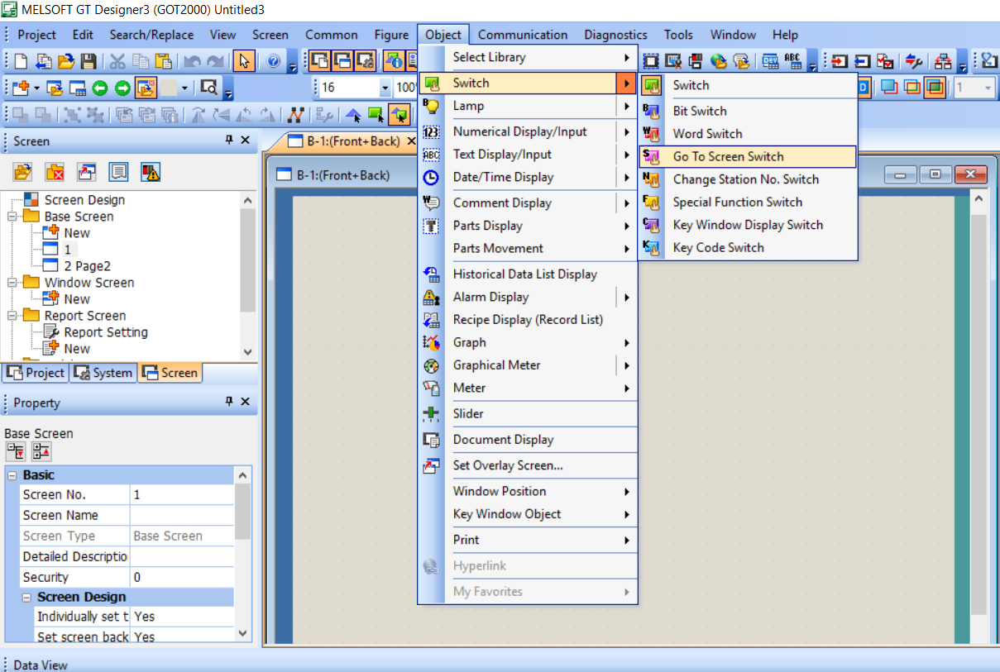 MELSOFT GT Designer3 (GOT2000) Untitled3
Project Edit Search/Replace View Screen Common Figure Object Communication Diagnostics Tools Window Help
16
100%
1
Screen
Screen Design
Base Screen
New
1
2 Page2
Window Screen
New
Report Screen
Report Setting
New
Project System Screen
Property
Base Screen
Basic
Screen No. 1
Screen Name
Screen Type Base Screen
Detailed Descriptio
Security 0
Screen Design
Individually set t Yes
Set screen back Yes
Data View
B-1:(Front+Back)
B-1:(Front+Back)
Select Library
Switch
Lamp
Numerical Display/Input
Text Display/Input
Date/Time Display
Comment Display
Parts Display
Parts Movement
Historical Data List Display
Alarm Display
Recipe Display (Record List)
Graph
Graphical Meter
Meter
Slider
Document Display
Set Overlay Screen...
Window Position
Key Window Object
Print
Hyperlink
My Favorites
Switch
Bit Switch
Word Switch
Go To Screen Switch
Change Station No. Switch
Special Function Switch
Key Window Display Switch
Key Code Switch